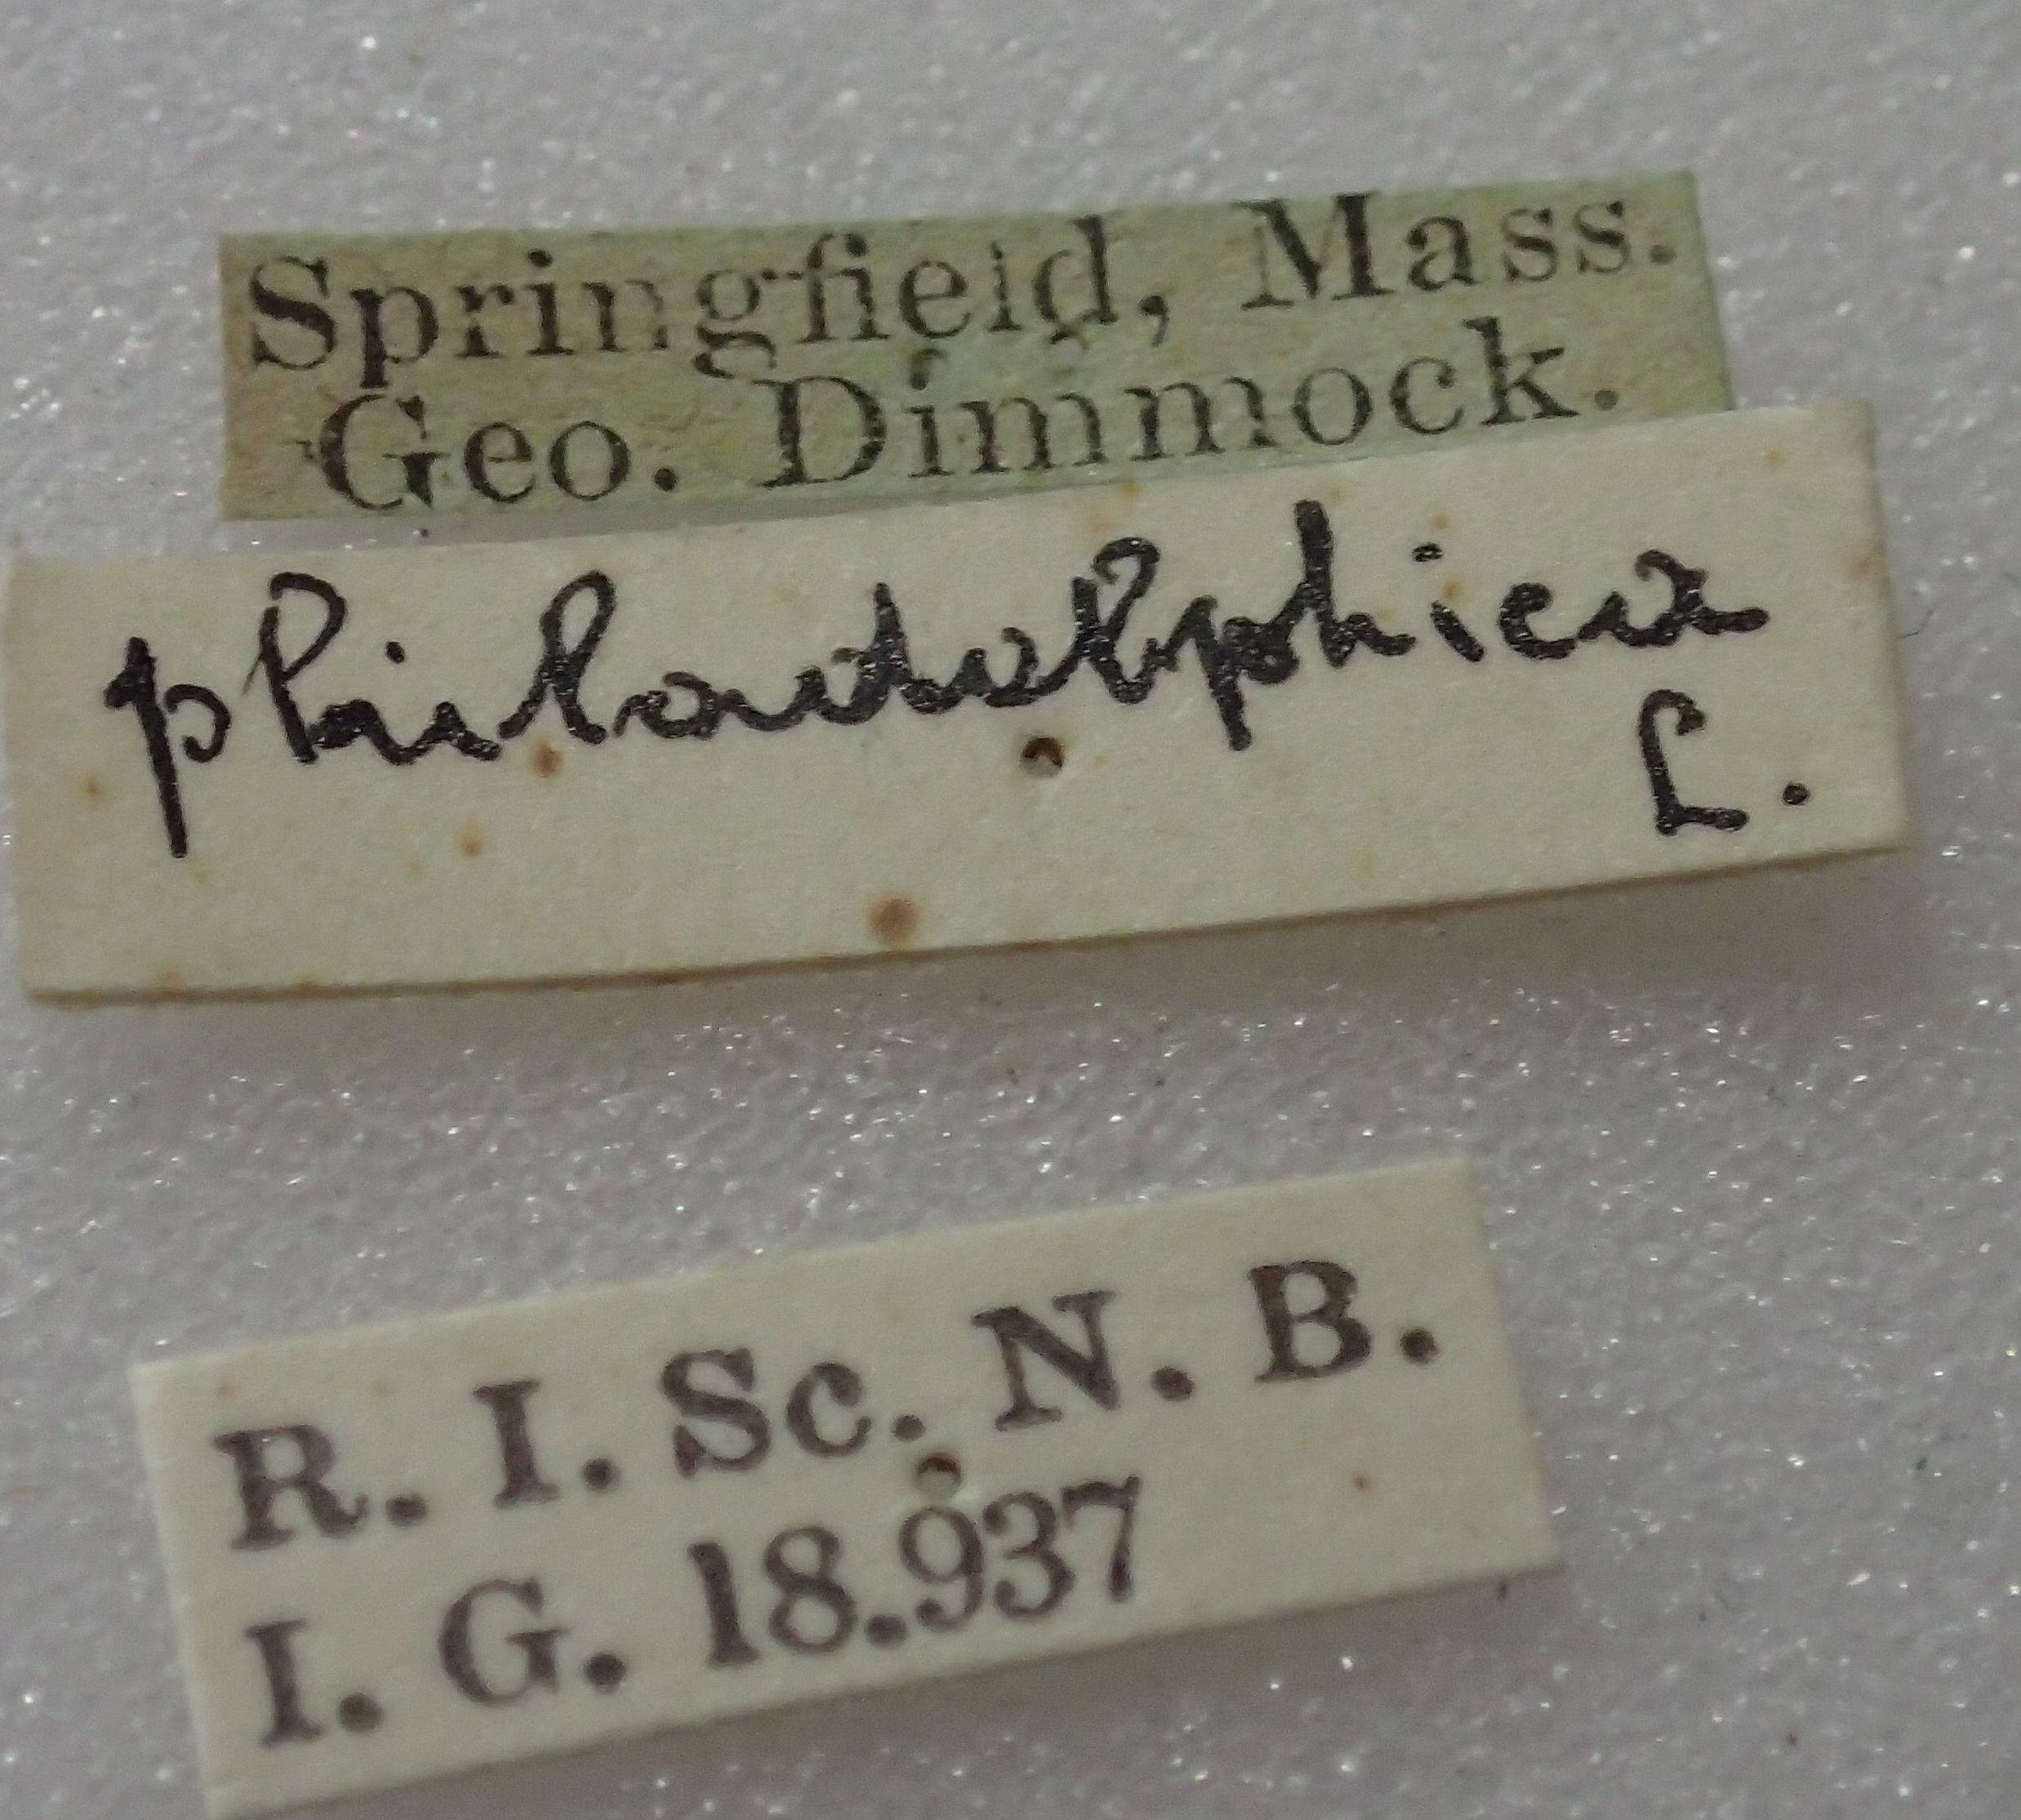 Springfield, Mass.
Geo. Dimmock.
philadelphica
L.
R. I. Sc. N. B.
I. G. 18.937